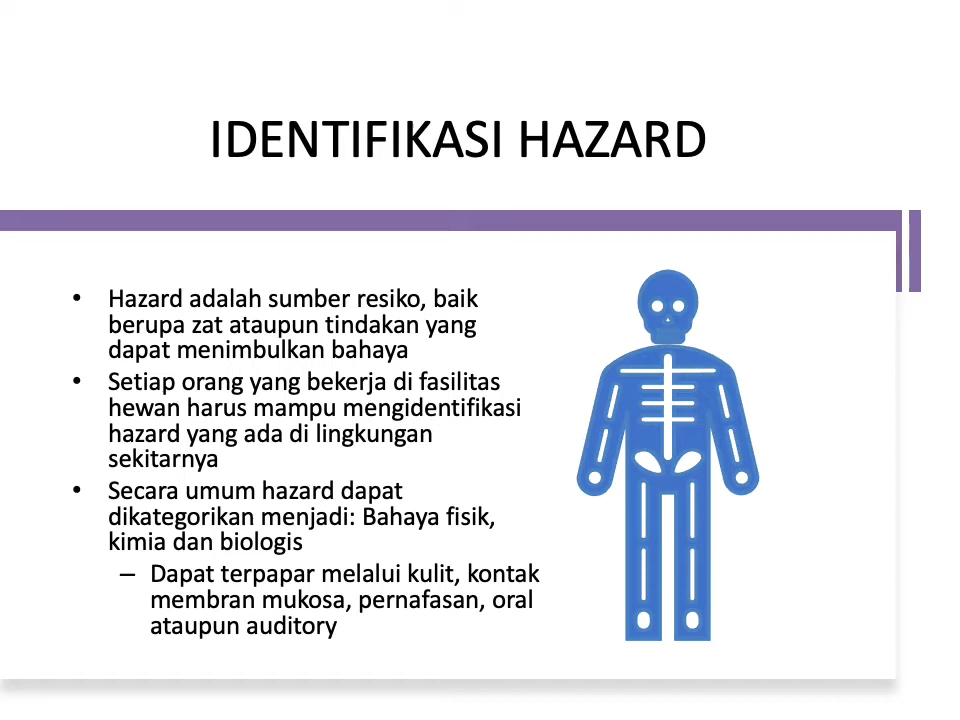 IDENTIFIKASI HAZARD
• Hazard adalah sumber resiko, baik
berupa zat ataupun tindakan yang
dapat menimbulkan bahaya
• Setiap orang yang bekerja di fasilitas
hewan harus mampu mengidentifikasi
hazard yang ada di lingkungan
sekitarnya
• Secara umum hazard dapat
dikategorikan menjadi: Bahaya fisik,
kimia dan biologis
– Dapat terpapar melalui kulit, kontak
membran mukosa, pernafasan, oral
ataupun auditory